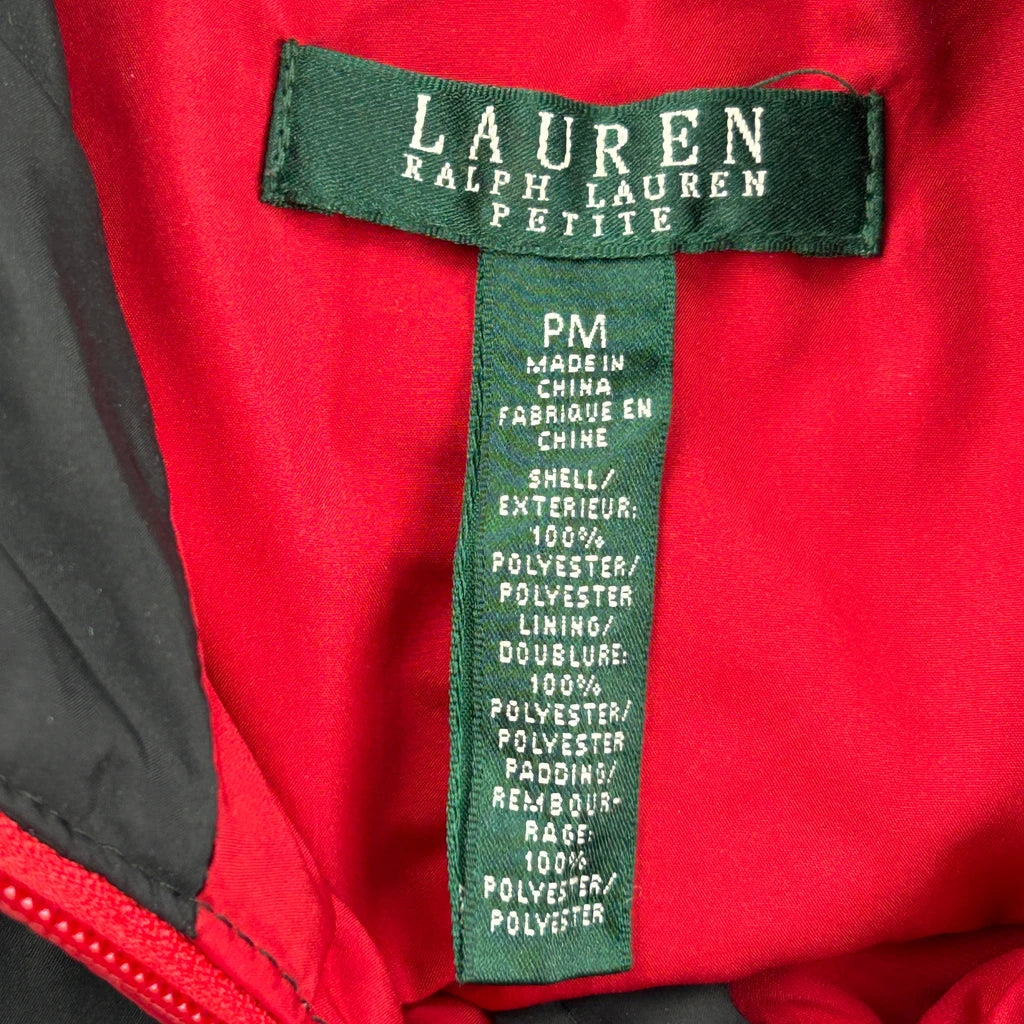 LAUREN
RALPH LAUREN
PETITE
PM
MADE IN
CHINA
FABRIQUE EN
CHINE
SHELL/
EXTERIEUR:
100%
POLYESTER/
POLYESTER
LINING/
DOUBLURE:
100%
POLYESTER/
POLYESTER
PADDING/
REMBOUR-
RAGE:
100%
POLYESTER/
POLYESTER